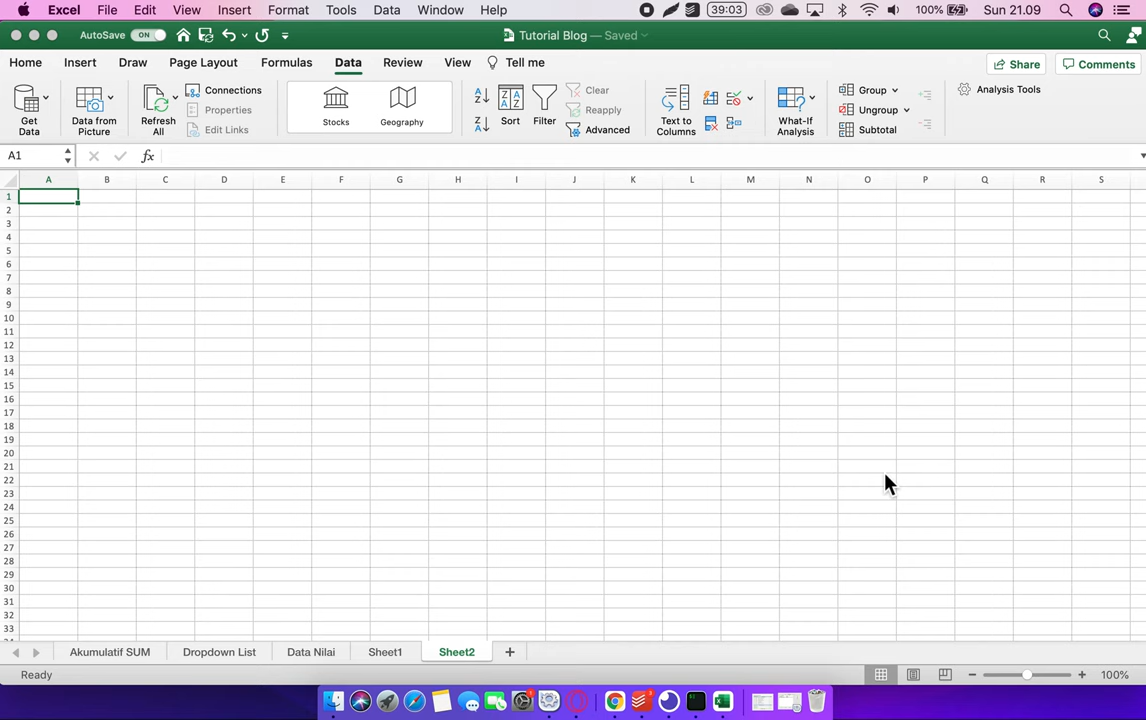 Excel File Edit View Insert Format Tools Data Window Help 39:03 100% Sun 21.09
AutoSave ON Tutorial Blog — Saved
Home Insert Draw Page Layout Formulas Data Review View Tell me Share Comments
Get Data
Data from Picture
Refresh All
Connections
Properties
Edit Links
Stocks
Geography
Sort
Filter
Clear
Reapply
Advanced
Text to Columns
What-If Analysis
Group
Ungroup
Subtotal
Analysis Tools
A1 fx
A B C D E F G H I J K L M N O P Q R S
1
2
3
4
5
6
7
8
9
10
11
12
13
14
15
16
17
18
19
20
21
22
23
24
25
26
27
28
29
30
31
32
33
Akumulatif SUM Dropdown List Data Nilai Sheet1 Sheet2 +
Ready 100%